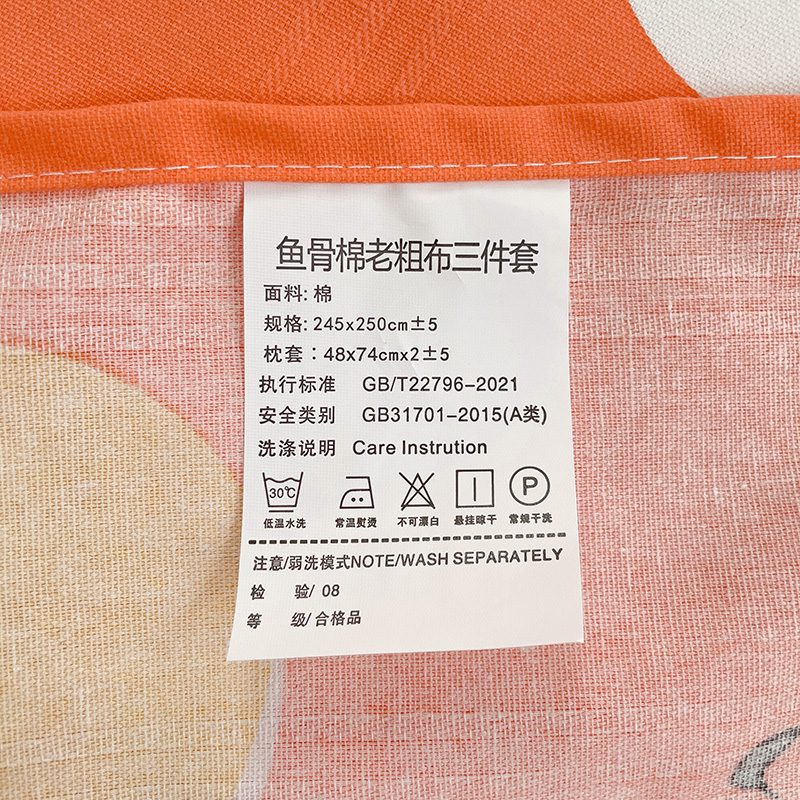 鱼骨棉老粗布三件套
面料: 棉
规格: 245x250cm±5
枕套：48x74cmx2±5
执行标准 GB/T22796-2021
安全类别 GB31701-2015(A类)
洗涤说明 Care Instrution
30℃ P
低温水洗 常温熨烫 不可漂白 悬挂晾干 常规干洗
注意/弱洗模式NOTE/WASH SEPARATELY
检 验/ 08
等 级/合格品